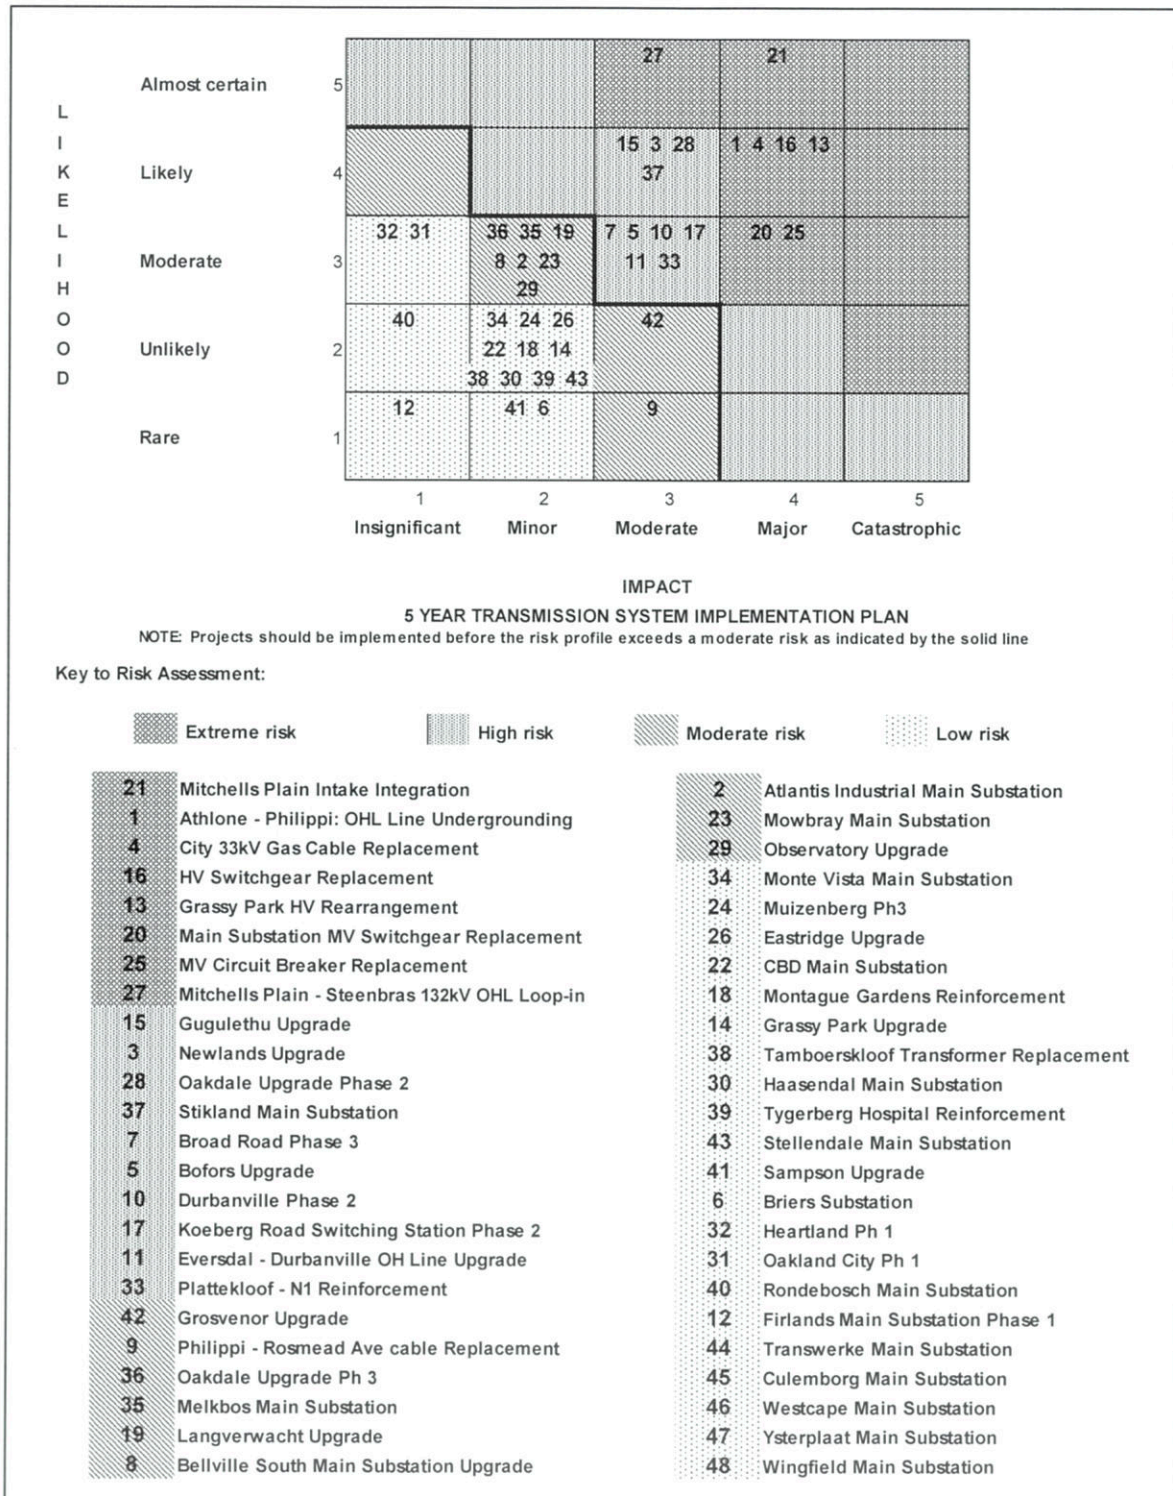 27 21
Almost certain 5
15 3 28 1 4 16 13
Likely 4 37
32 31 36 35 19 7 5 10 17 20 25
Moderate 3 8 2 23 11 33
29
40 34 24 26 42
Unlikely 2 22 18 14
38 30 39 43
12 41 6 9
Rare 1
LIKELIHOOD
1 2 3 4 5
Insignificant Minor Moderate Major Catastrophic
IMPACT
5 YEAR TRANSMISSION SYSTEM IMPLEMENTATION PLAN
NOTE: Projects should be implemented before the risk profile exceeds a moderate risk as indicated by the solid line
Key to Risk Assessment:
Extreme risk High risk Moderate risk Low risk
21 Mitchells Plain Intake Integration
1 Athlone - Philippi: OHL Line Undergrounding
4 City 33kV Gas Cable Replacement
16 HV Switchgear Replacement
13 Grassy Park HV Rearrangement
20 Main Substation MV Switchgear Replacement
25 MV Circuit Breaker Replacement
27 Mitchells Plain - Steenbras 132kV OHL Loop-in
15 Gugulethu Upgrade
3 Newlands Upgrade
28 Oakdale Upgrade Phase 2
37 Stikland Main Substation
7 Broad Road Phase 3
5 Bofors Upgrade
10 Durbanville Phase 2
17 Koeberg Road Switching Station Phase 2
11 Eversdal - Durbanville OH Line Upgrade
33 Plattekloof - N1 Reinforcement
42 Grosvenor Upgrade
9 Philippi - Rosmead Ave cable Replacement
36 Oakdale Upgrade Ph 3
35 Melkbos Main Substation
19 Langverwacht Upgrade
8 Bellville South Main Substation Upgrade
2 Atlantis Industrial Main Substation
23 Mowbray Main Substation
29 Observatory Upgrade
34 Monte Vista Main Substation
24 Muizenberg Ph3
26 Eastridge Upgrade
22 CBD Main Substation
18 Montague Gardens Reinforcement
14 Grassy Park Upgrade
38 Tamboerskloof Transformer Replacement
30 Haasendal Main Substation
39 Tygerberg Hospital Reinforcement
43 Stellendale Main Substation
41 Sampson Upgrade
6 Briers Substation
32 Heartland Ph 1
31 Oakland City Ph 1
40 Rondebosch Main Substation
12 Firlands Main Substation Phase 1
44 Transwerke Main Substation
45 Culemborg Main Substation
46 Westcape Main Substation
47 Ysterplaat Main Substation
48 Wingfield Main Substation